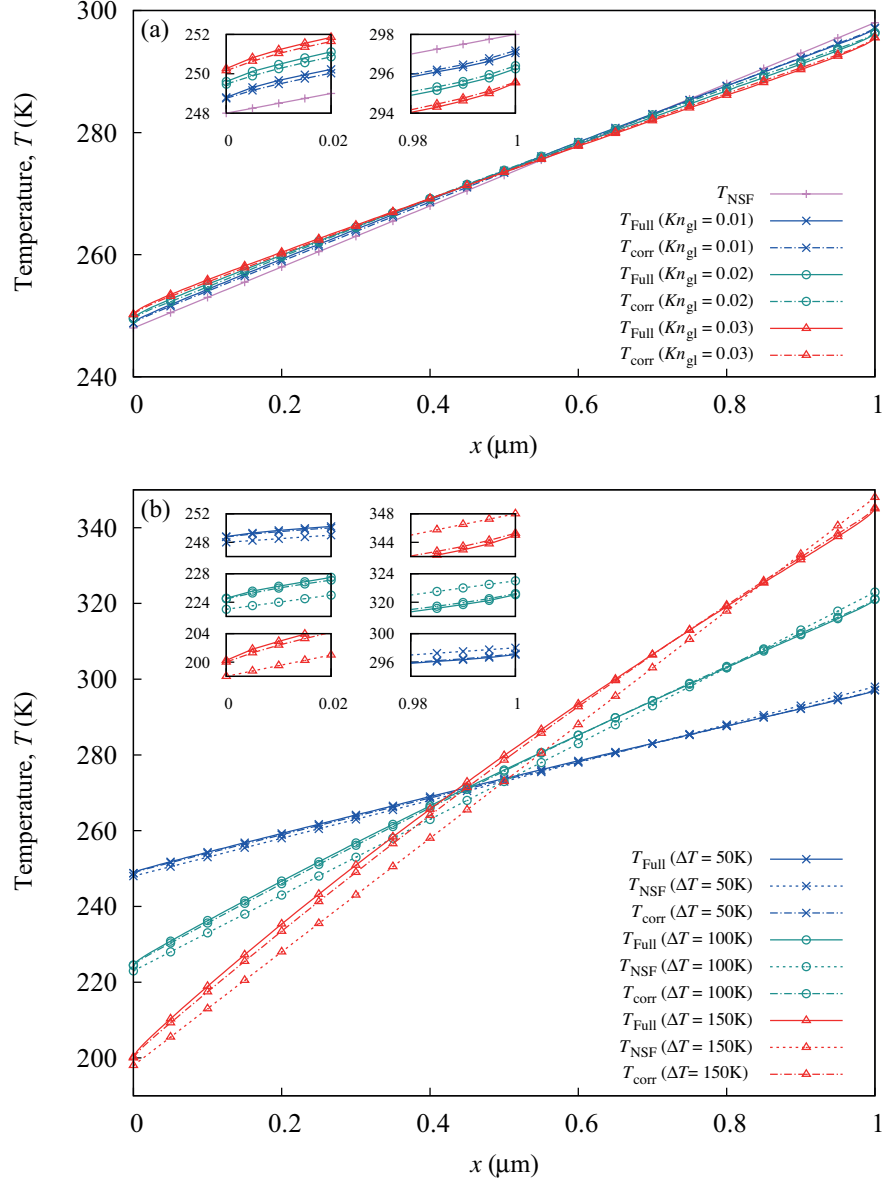 (a)
300
280
260
240
Temperature, T (K)
252
250
248
0
0.02
298
296
294
0.98
1
T_NSF
T_Full (Kn_gl = 0.01)
T_corr (Kn_gl = 0.01)
T_Full (Kn_gl = 0.02)
T_corr (Kn_gl = 0.02)
T_Full (Kn_gl = 0.03)
T_corr (Kn_gl = 0.03)
0 0.2 0.4 0.6 0.8 1
x (μm)
(b)
340
320
300
280
260
240
220
200
Temperature, T (K)
252
248
228
224
204
200
0 0.02
348
344
324
320
300
296
0.98 1
T_Full (ΔT = 50K)
T_NSF (ΔT = 50K)
T_corr (ΔT = 50K)
T_Full (ΔT = 100K)
T_NSF (ΔT = 100K)
T_corr (ΔT = 100K)
T_Full (ΔT = 150K)
T_NSF (ΔT = 150K)
T_corr (ΔT= 150K)
0 0.2 0.4 0.6 0.8 1
x (μm)